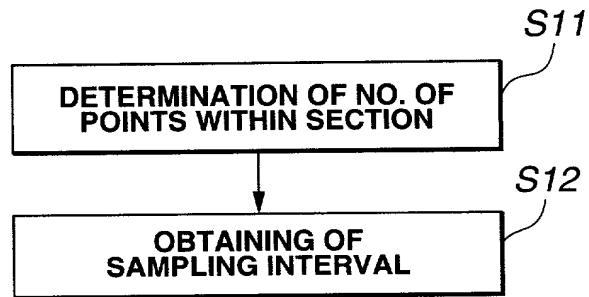 S11
DETERMINATION OF NO. OF
POINTS WITHIN SECTION
S12
OBTAINING OF
SAMPLING INTERVAL